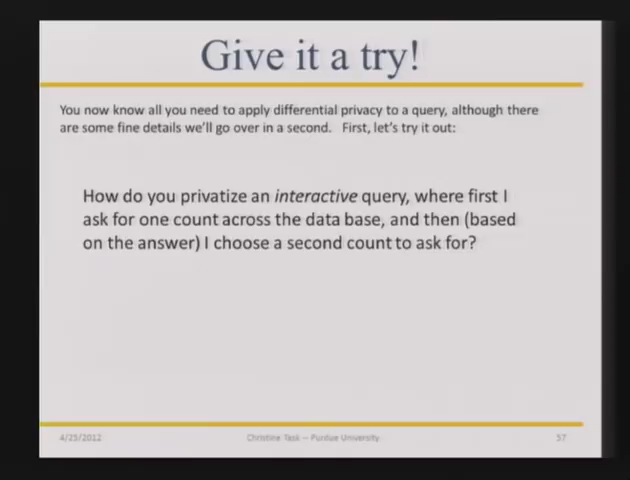 Give it a try!
You now know all you need to apply differential privacy to a query, although there
are some fine details we'll go over in a second. First, let's try it out:
How do you privatize an interactive query, where first I
ask for one count across the data base, and then (based
on the answer) I choose a second count to ask for?
4/25/2012
Christine Task -- Purdue University
37